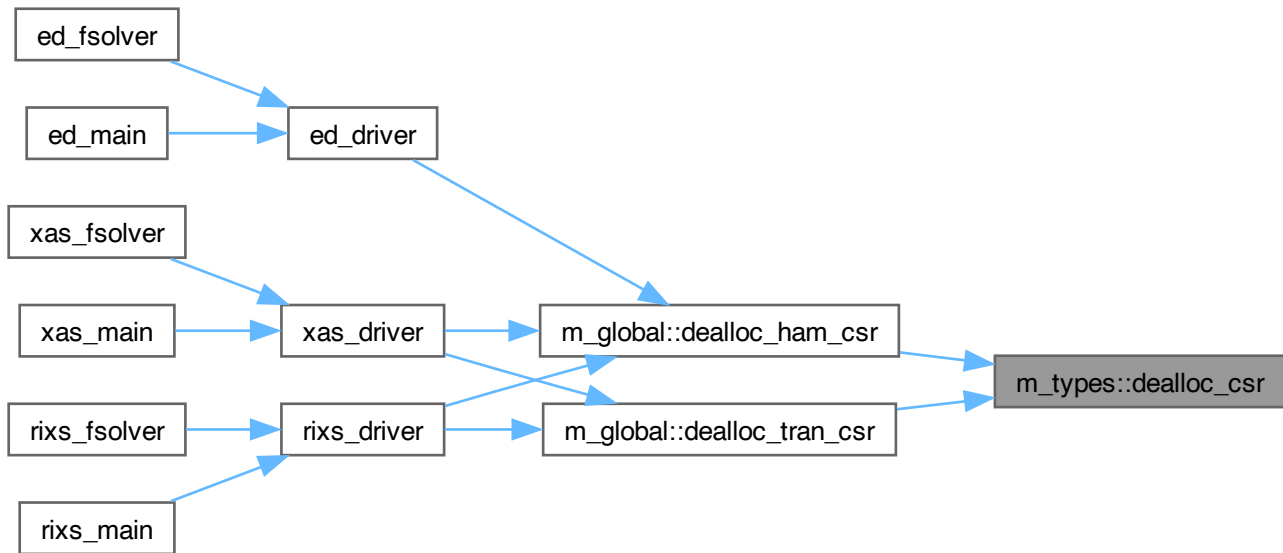 ed_fsolver
ed_main
ed_driver
xas_fsolver
xas_main
xas_driver
m_global::dealloc_ham_csr
m_types::dealloc_csr
rixs_fsolver
rixs_driver
m_global::dealloc_tran_csr
rixs_main